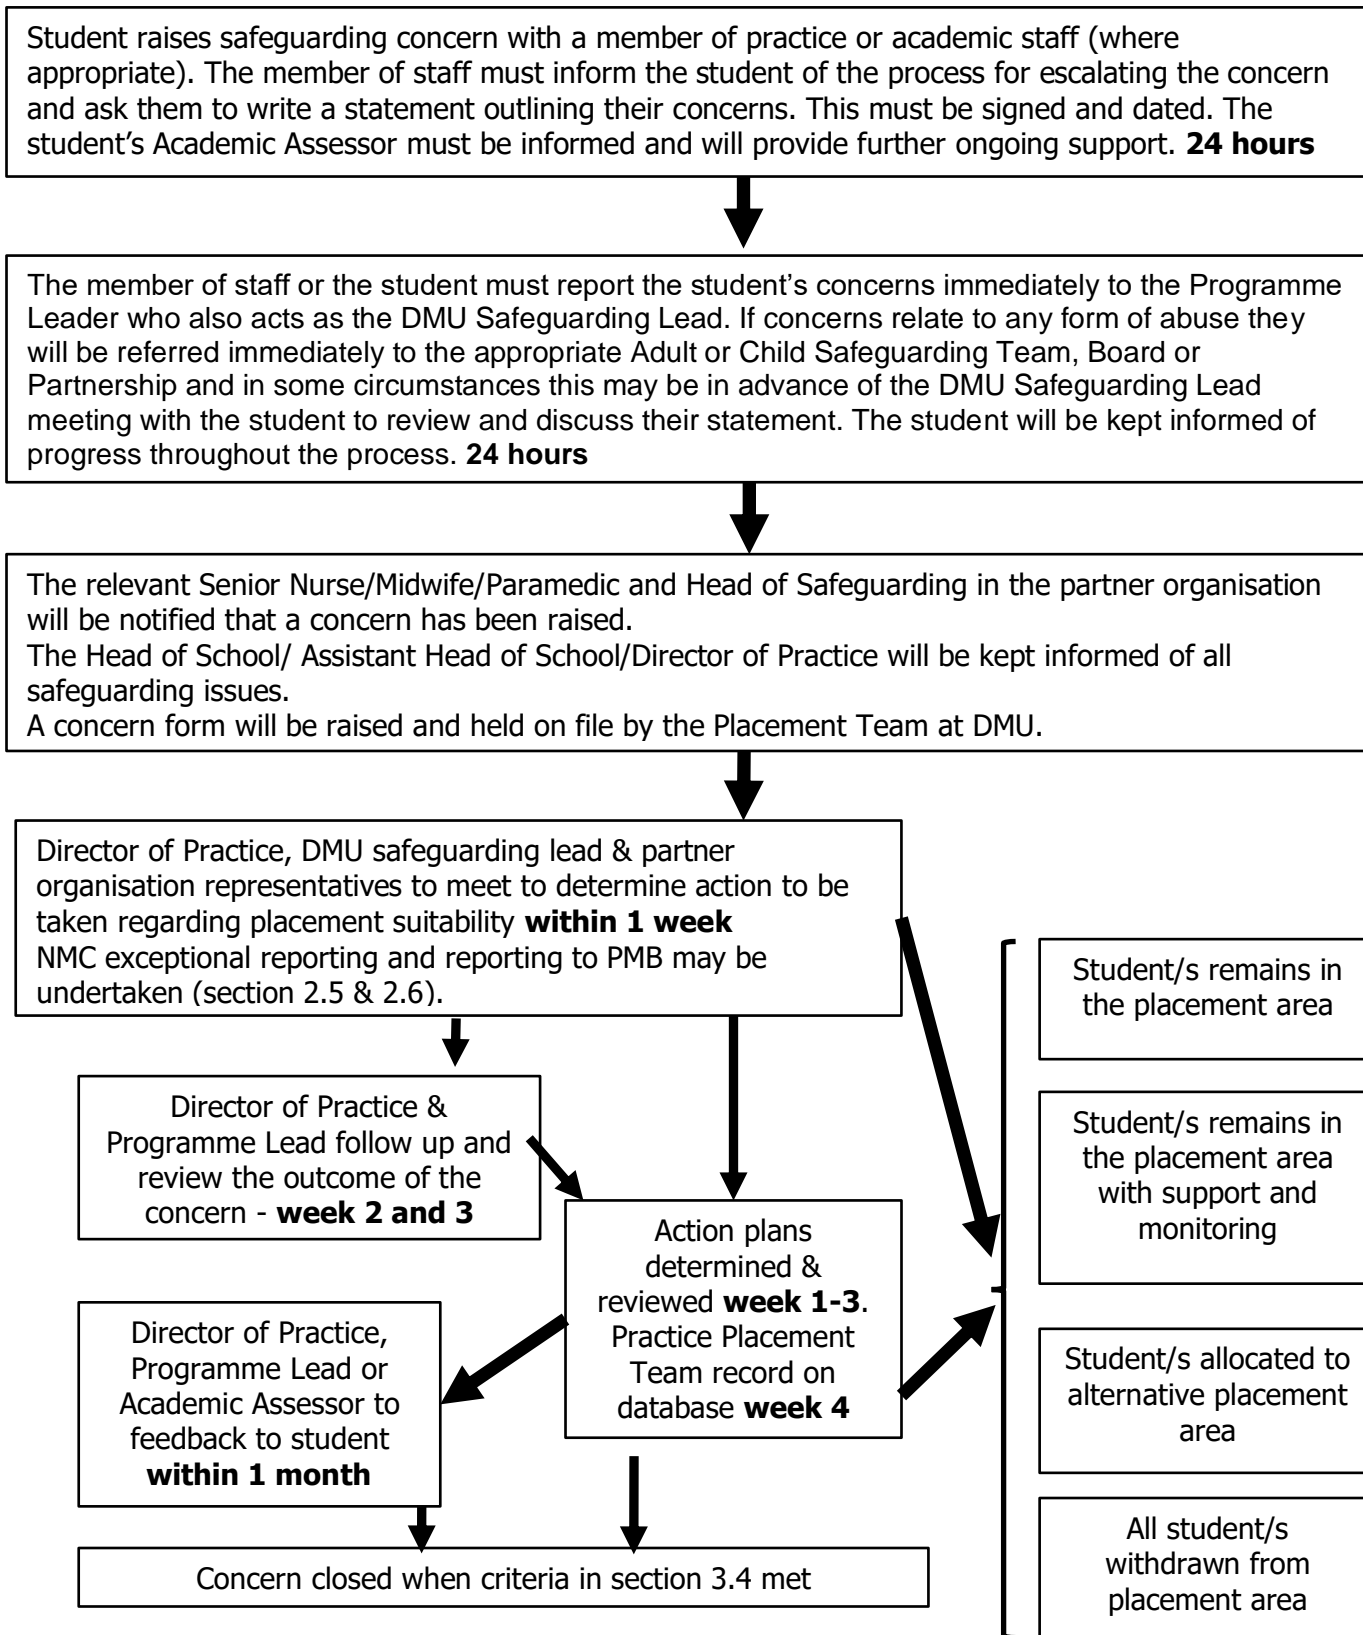 Student raises safeguarding concern with a member of practice or academic staff (where
appropriate). The member of staff must inform the student of the process for escalating the concern
and ask them to write a statement outlining their concerns. This must be signed and dated. The
student’s Academic Assessor must be informed and will provide further ongoing support. 24 hours
The member of staff or the student must report the student’s concerns immediately to the Programme
Leader who also acts as the DMU Safeguarding Lead. If concerns relate to any form of abuse they
will be referred immediately to the appropriate Adult or Child Safeguarding Team, Board or
Partnership and in some circumstances this may be in advance of the DMU Safeguarding Lead
meeting with the student to review and discuss their statement. The student will be kept informed of
progress throughout the process. 24 hours
The relevant Senior Nurse/Midwife/Paramedic and Head of Safeguarding in the partner organisation
will be notified that a concern has been raised.
The Head of School/ Assistant Head of School/Director of Practice will be kept informed of all
safeguarding issues.
A concern form will be raised and held on file by the Placement Team at DMU.
Director of Practice, DMU safeguarding lead & partner
organisation representatives to meet to determine action to be
taken regarding placement suitability within 1 week
NMC exceptional reporting and reporting to PMB may be
undertaken (section 2.5 & 2.6).
Director of Practice &
Programme Lead follow up and
review the outcome of the
concern - week 2 and 3
Action plans
determined &
reviewed week 1-3.
Practice Placement
Team record on
database week 4
Director of Practice,
Programme Lead or
Academic Assessor to
feedback to student
within 1 month
Concern closed when criteria in section 3.4 met
Student/s remains in
the placement area
Student/s remains in
the placement area
with support and
monitoring
Student/s allocated to
alternative placement
area
All student/s
withdrawn from
placement area